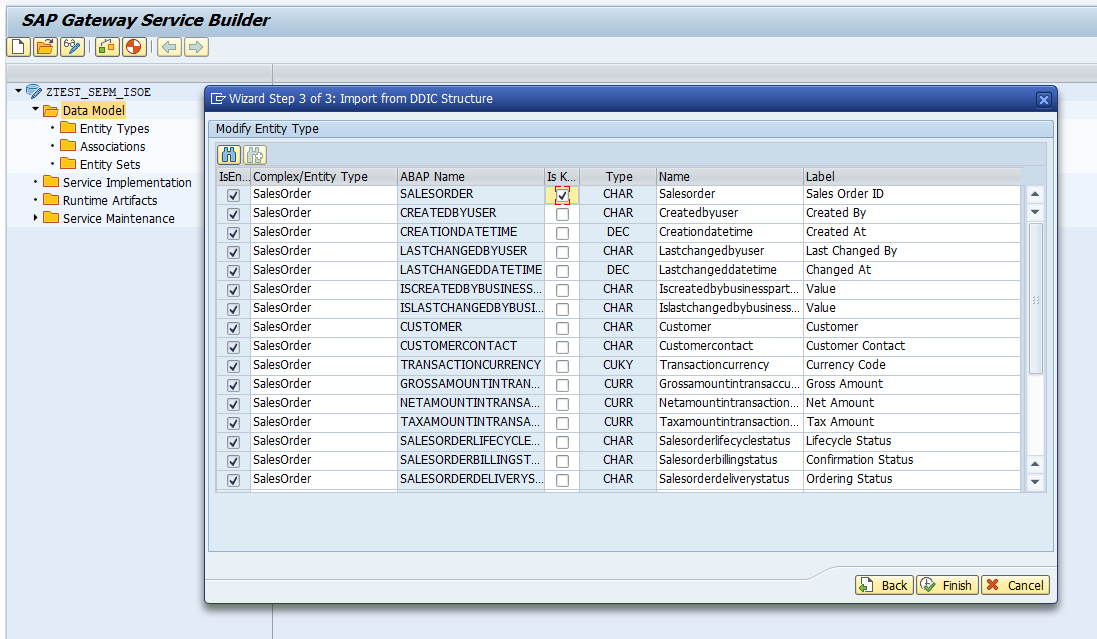 SAP Gateway Service Builder
ZTEST_SEPM_ISOE
Data Model
Entity Types
Associations
Entity Sets
Service Implementation
Runtime Artifacts
Service Maintenance
Wizard Step 3 of 3: Import from DDIC Structure
Modify Entity Type
IsEn... Complex/Entity Type ABAP Name Is K... Type Name Label
SalesOrder SALESORDER CHAR Salesorder Sales Order ID
SalesOrder CREATEDBYUSER CHAR Createdbyuser Created By
SalesOrder CREATIONDATETIME DEC Creationdatetime Created At
SalesOrder LASTCHANGEDBYUSER CHAR Lastchangedbyuser Last Changed By
SalesOrder LASTCHANGEDDATETIME DEC Lastchangeddatetime Changed At
SalesOrder ISCREATEDBYBUSINESS... CHAR Iscreatedbybusinesspart... Value
SalesOrder ISLASTCHANGEDBYBUSI... CHAR Islastchangedbybusiness... Value
SalesOrder CUSTOMER CHAR Customer Customer
SalesOrder CUSTOMERCONTACT CHAR Customercontact Customer Contact
SalesOrder TRANSACTIONCURRENCY CUKY Transactioncurrency Currency Code
SalesOrder GROSSAMOUNTINTRAN... CURR Grossamountintransaccu... Gross Amount
SalesOrder NETAMOUNTINTRANSA... CURR Netamountintransaction... Net Amount
SalesOrder TAXAMOUNTINTRANSA... CURR Taxamountintransaction... Tax Amount
SalesOrder SALESORDERLIFECYCLE... CHAR Salesorderlifecyclestatus Lifecycle Status
SalesOrder SALESORDERBILLINGST... CHAR Salesorderbillingstatus Confirmation Status
SalesOrder SALESORDERDELIVERYS... CHAR Salesorderdeliverystatus Ordering Status
Back Finish Cancel